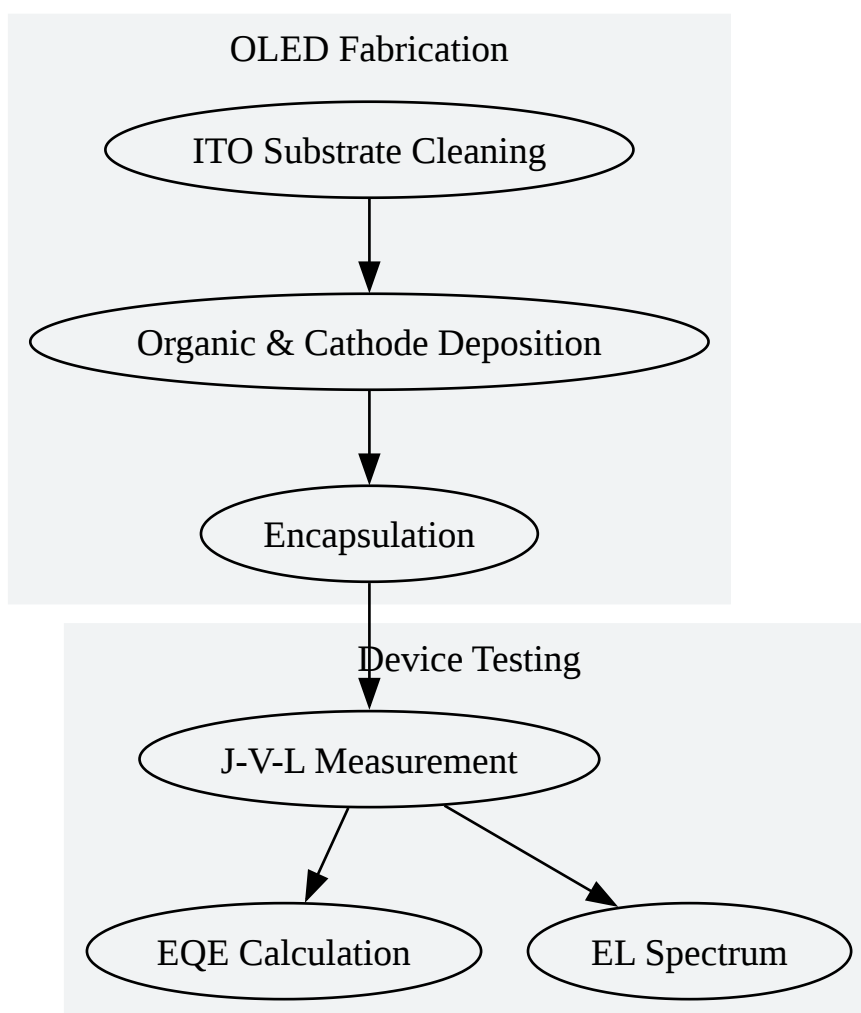 OLED Fabrication
ITO Substrate Cleaning
Organic & Cathode Deposition
Encapsulation
Device Testing
J-V-L Measurement
EQE Calculation
EL Spectrum